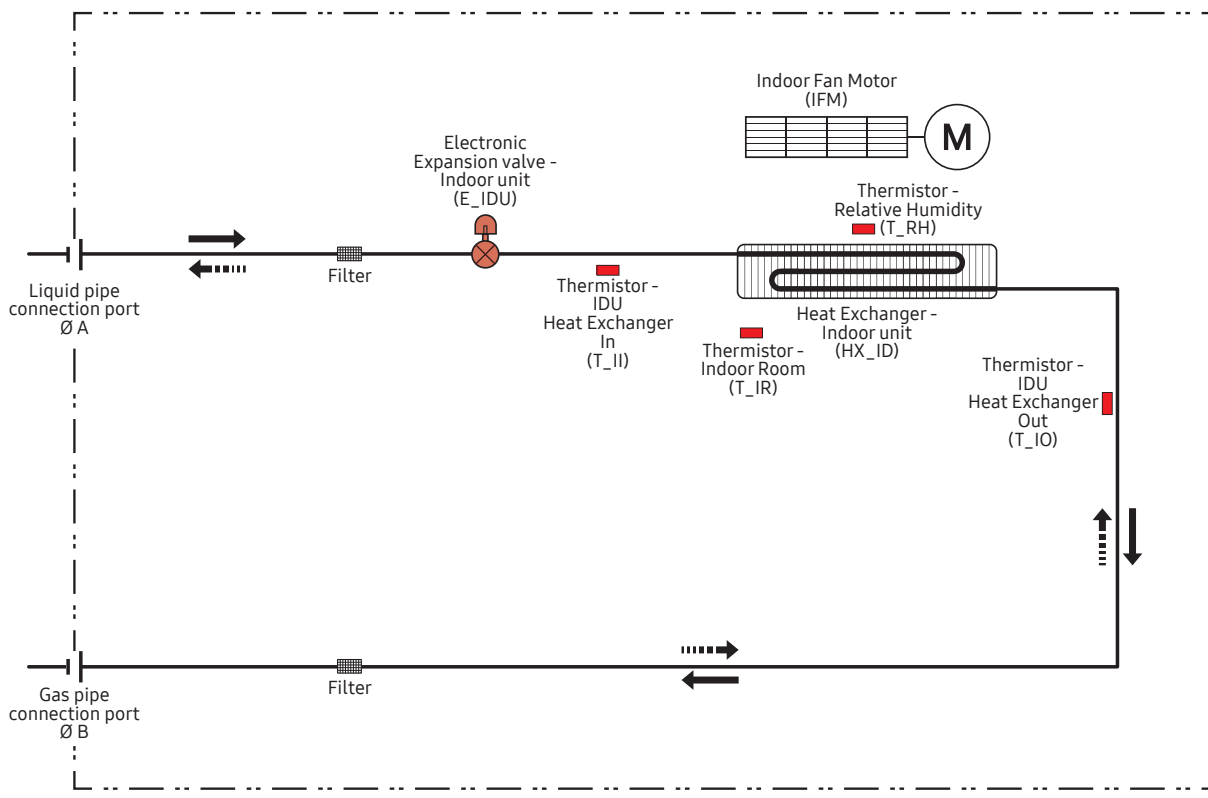 Indoor Fan Motor
(IFM)
M
Electronic
Expansion valve -
Indoor unit
(E_IDU)
Thermistor -
Relative Humidity
(T_RH)
Filter
Liquid pipe
connection port
Ø A
Thermistor -
IDU
Heat Exchanger
In
(T_II)
Heat Exchanger -
Indoor unit
(HX_ID)
Thermistor -
Indoor Room
(T_IR)
Thermistor -
IDU
Heat Exchanger
Out
(T_IO)
Filter
Gas pipe
connection port
Ø B